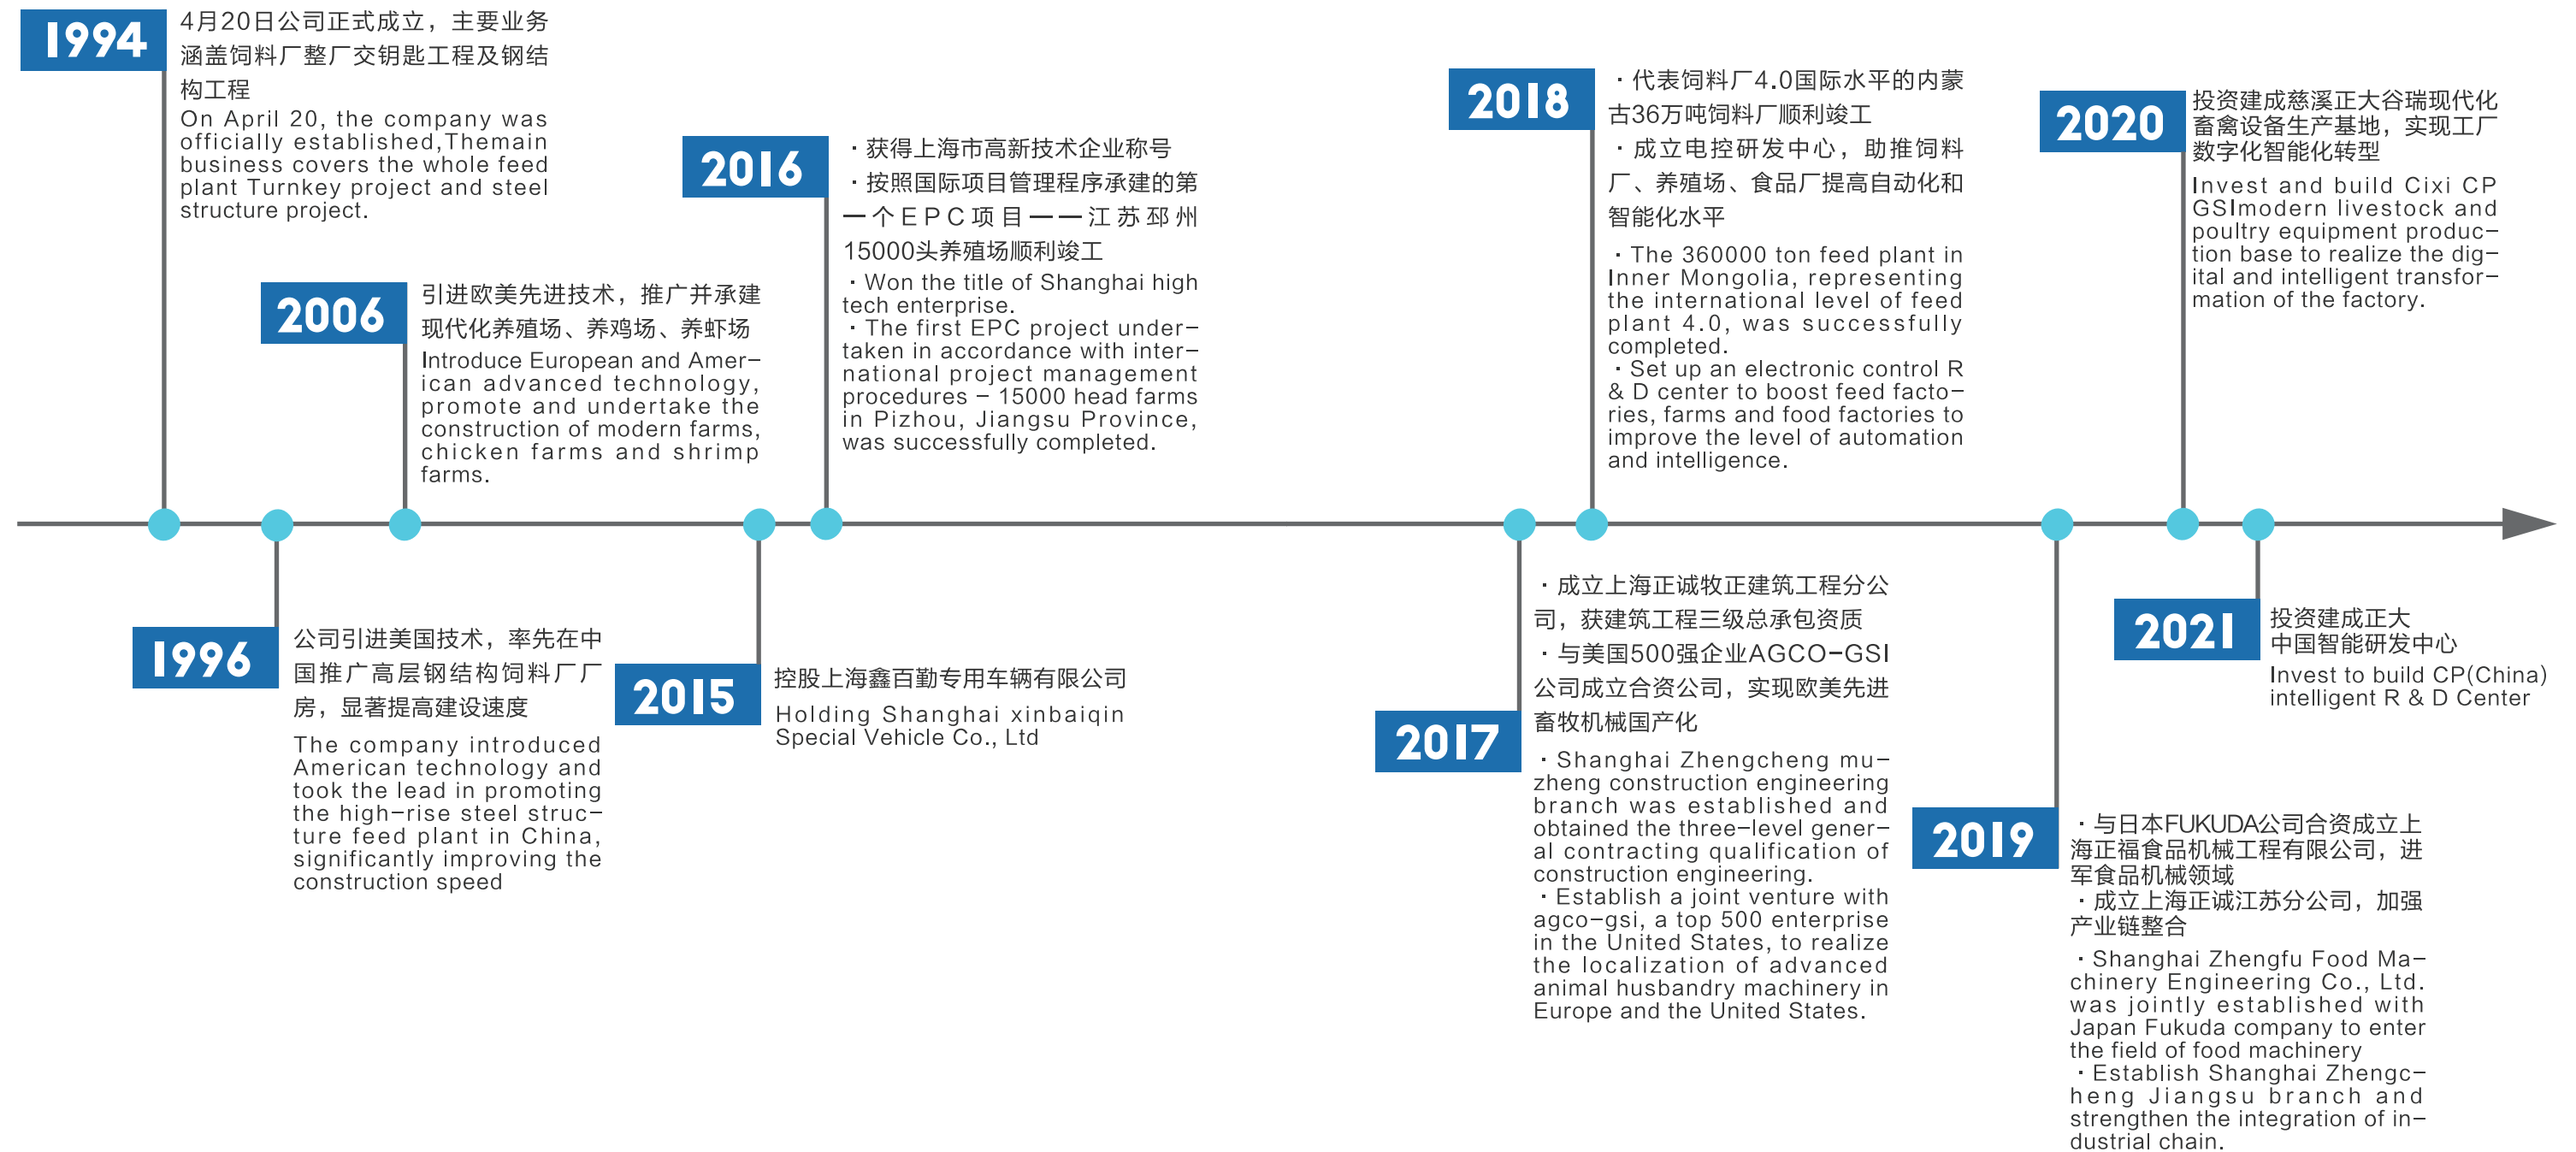 1994
4月20日公司正式成立，主要业务
涵盖饲料厂整厂交钥匙工程及钢结
构工程
On April 20, the company was
officially established,Themain
business covers the whole feed
plant Turnkey project and steel
structure project.
1996
公司引进美国技术，率先在中
国推广高层钢结构饲料厂厂
房，显著提高建设速度
The company introduced
American technology and
took the lead in promoting
the high-rise steel struc-
ture feed plant in China,
significantly improving the
construction speed
2006
引进欧美先进技术，推广并承建
现代化养殖场、养鸡场、养虾场
Introduce European and Amer-
ican advanced technology,
promote and undertake the
construction of modern farms,
chicken farms and shrimp
farms.
2015
控股上海鑫百勤专用车辆有限公司
Holding Shanghai xinbaiqin
Special Vehicle Co., Ltd
2016
· 获得上海市高新技术企业称号
· 按照国际项目管理程序承建的第
一个EPC项目——江苏邳州
15000头养殖场顺利竣工
· Won the title of Shanghai high
tech enterprise.
· The first EPC project under-
taken in accordance with inter-
national project management
procedures - 15000 head farms
in Pizhou, Jiangsu Province,
was successfully completed.
2017
· 成立上海正诚牧正建筑工程分公
司，获建筑工程三级总承包资质
· 与美国500强企业AGCO-GSI
公司成立合资公司，实现欧美先进
畜牧机械国产化
· Shanghai Zhengcheng mu-
zheng construction engineering
branch was established and
obtained the three-level gener-
al contracting qualification of
construction engineering.
· Establish a joint venture with
agco-gsi, a top 500 enterprise
in the United States, to realize
the localization of advanced
animal husbandry machinery in
Europe and the United States.
2018
· 代表饲料厂4.0国际水平的内蒙
古36万吨饲料厂顺利竣工
· 成立电控研发中心，助推饲料
厂、养殖场、食品厂提高自动化和
智能化水平
· The 360000 ton feed plant in
Inner Mongolia, representing
the international level of feed
plant 4.0, was successfully
completed.
· Set up an electronic control R
& D center to boost feed facto-
ries, farms and food factories to
improve the level of automation
and intelligence.
2019
· 与日本FUKUDA公司合资成立上
海正福食品机械工程有限公司，进
军食品机械领域
· 成立上海正诚江苏分公司，加强
产业链整合
· Shanghai Zhengfu Food Ma-
chinery Engineering Co., Ltd.
was jointly established with
Japan Fukuda company to enter
the field of food machinery
· Establish Shanghai Zhengc-
heng Jiangsu branch and
strengthen the integration of in-
dustrial chain.
2020
投资建成慈溪正大谷瑞现代化
畜禽设备生产基地，实现工厂
数字化智能化转型
Invest and build Cixi CP
GSImodern livestock and
poultry equipment produc-
tion base to realize the dig-
ital and intelligent transfor-
mation of the factory.
2021
投资建成正大
中国智能研发中心
Invest to build CP(China)
intelligent R & D Center